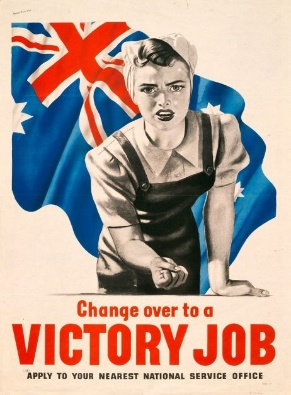 Change over to a
VICTORY JOB
APPLY TO YOUR NEAREST NATIONAL SERVICE OFFICE